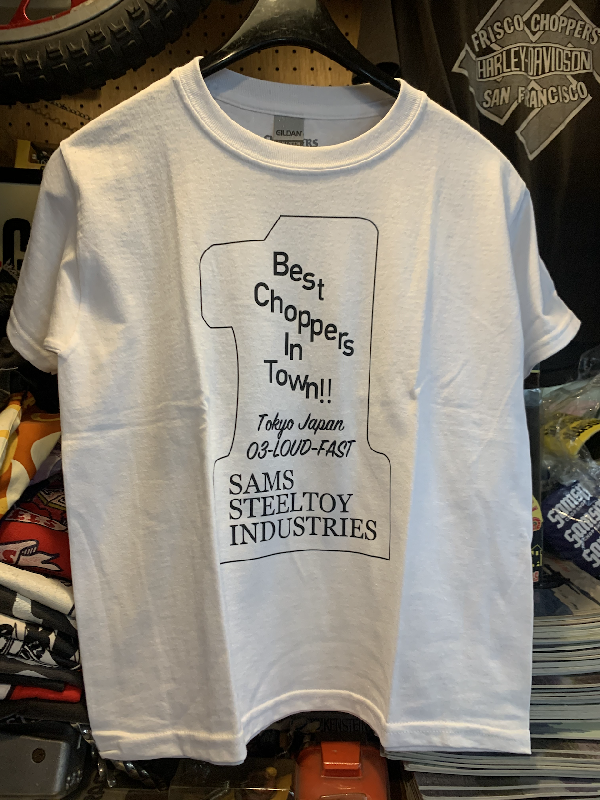 FRISCO CHOPPERS
HARLEY-DAVIDSON
SAN FRANCISCO
GILDAN
Best
Choppers
In
Town!!
Tokyo Japan
03-LOUD-FAST
SAMS
STEELTOY
INDUSTRIES